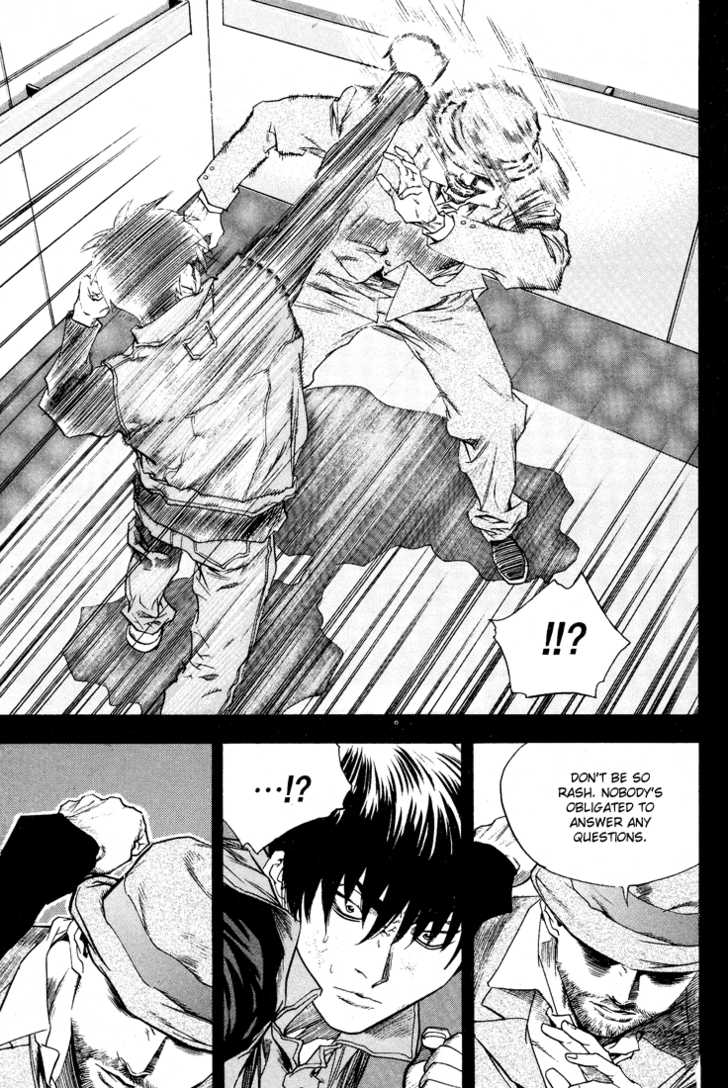 !!?
DON'T BE SO
RASH. NOBODY'S
OBLIGATED TO
ANSWER ANY
QUESTIONS.
...!?